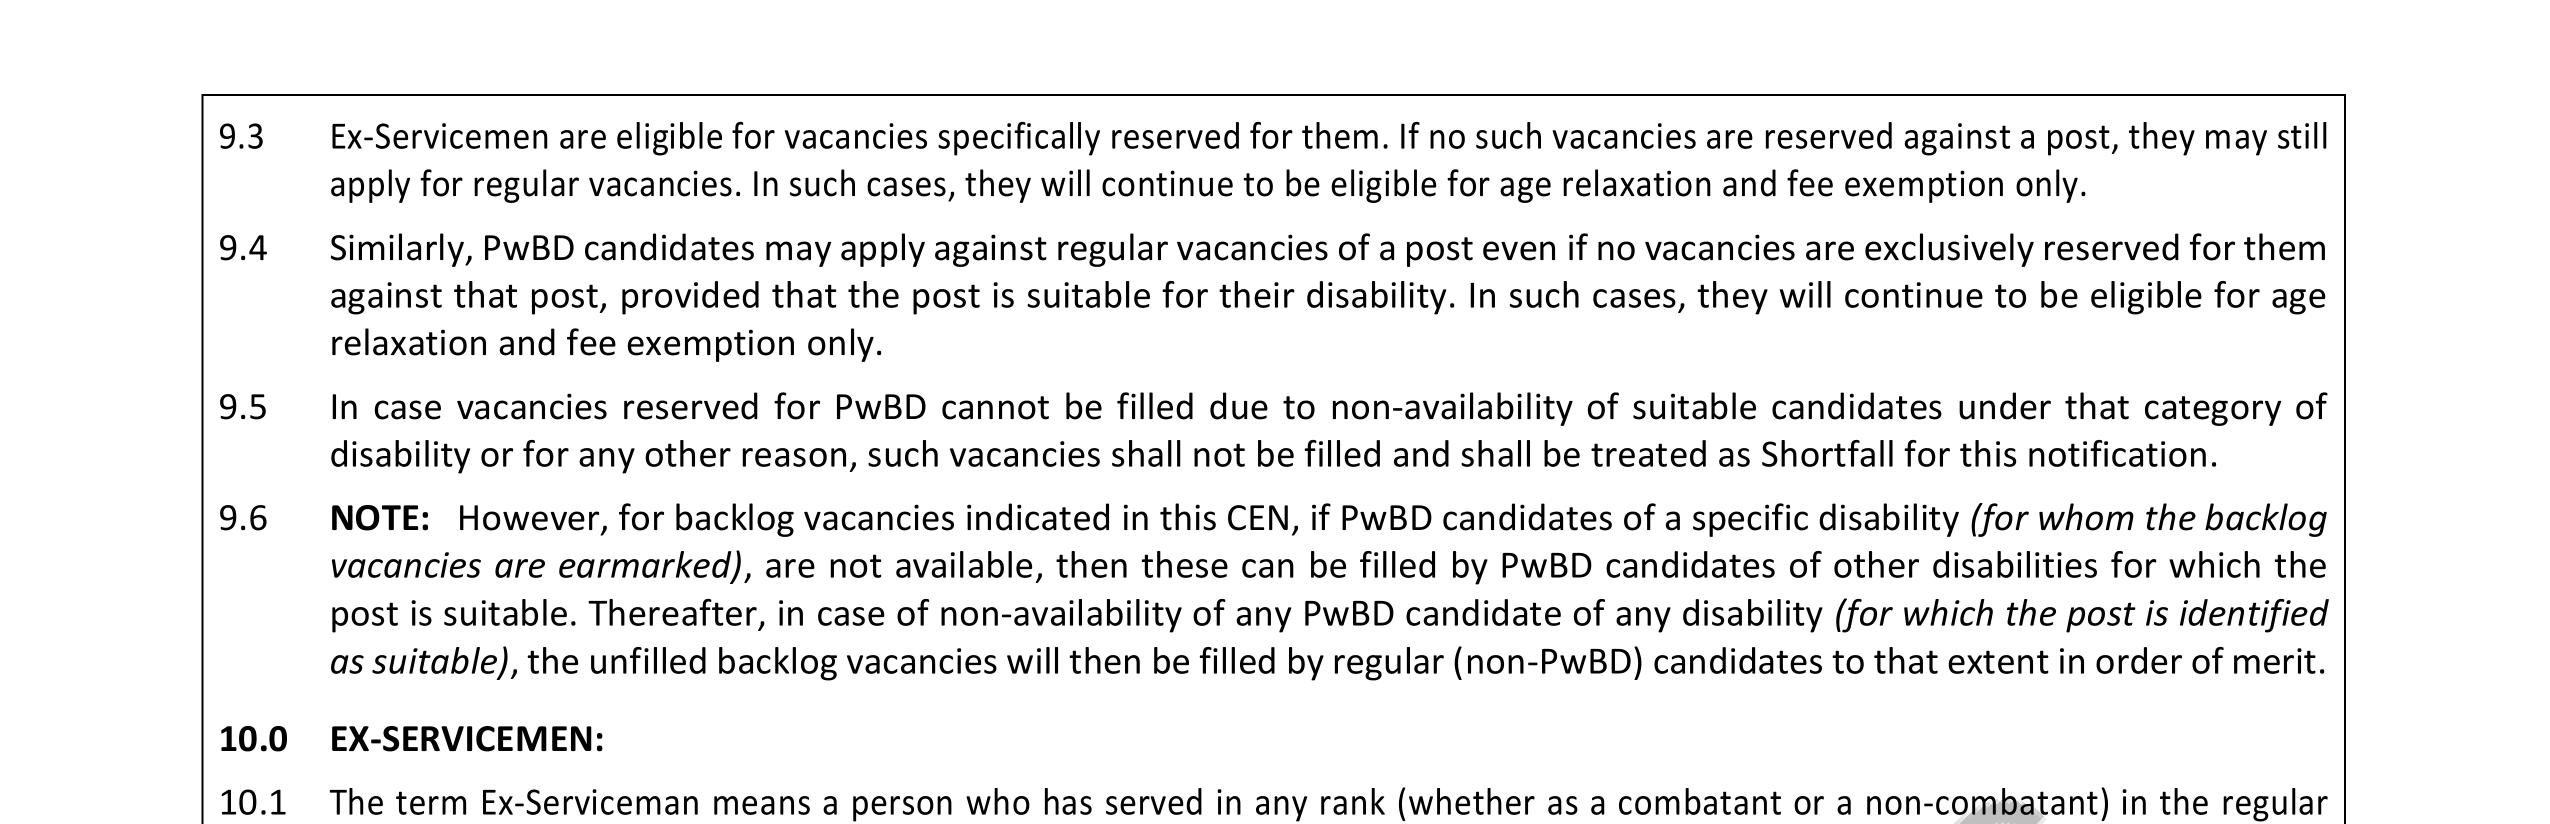 9.3 Ex-Servicemen are eligible for vacancies specifically reserved for them. If no such vacancies are reserved against a post, they may still
apply for regular vacancies. In such cases, they will continue to be eligible for age relaxation and fee exemption only.
9.4 Similarly, PwBD candidates may apply against regular vacancies of a post even if no vacancies are exclusively reserved for them
against that post, provided that the post is suitable for their disability. In such cases, they will continue to be eligible for age
relaxation and fee exemption only.
9.5 In case vacancies reserved for PwBD cannot be filled due to non-availability of suitable candidates under that category of
disability or for any other reason, such vacancies shall not be filled and shall be treated as Shortfall for this notification.
9.6 NOTE: However, for backlog vacancies indicated in this CEN, if PwBD candidates of a specific disability (for whom the backlog
vacancies are earmarked), are not available, then these can be filled by PwBD candidates of other disabilities for which the
post is suitable. Thereafter, in case of non-availability of any PwBD candidate of any disability (for which the post is identified
as suitable), the unfilled backlog vacancies will then be filled by regular (non-PwBD) candidates to that extent in order of merit.
10.0 EX-SERVICEMEN:
10.1 The term Ex-Serviceman means a person who has served in any rank (whether as a combatant or a non-combatant) in the regular